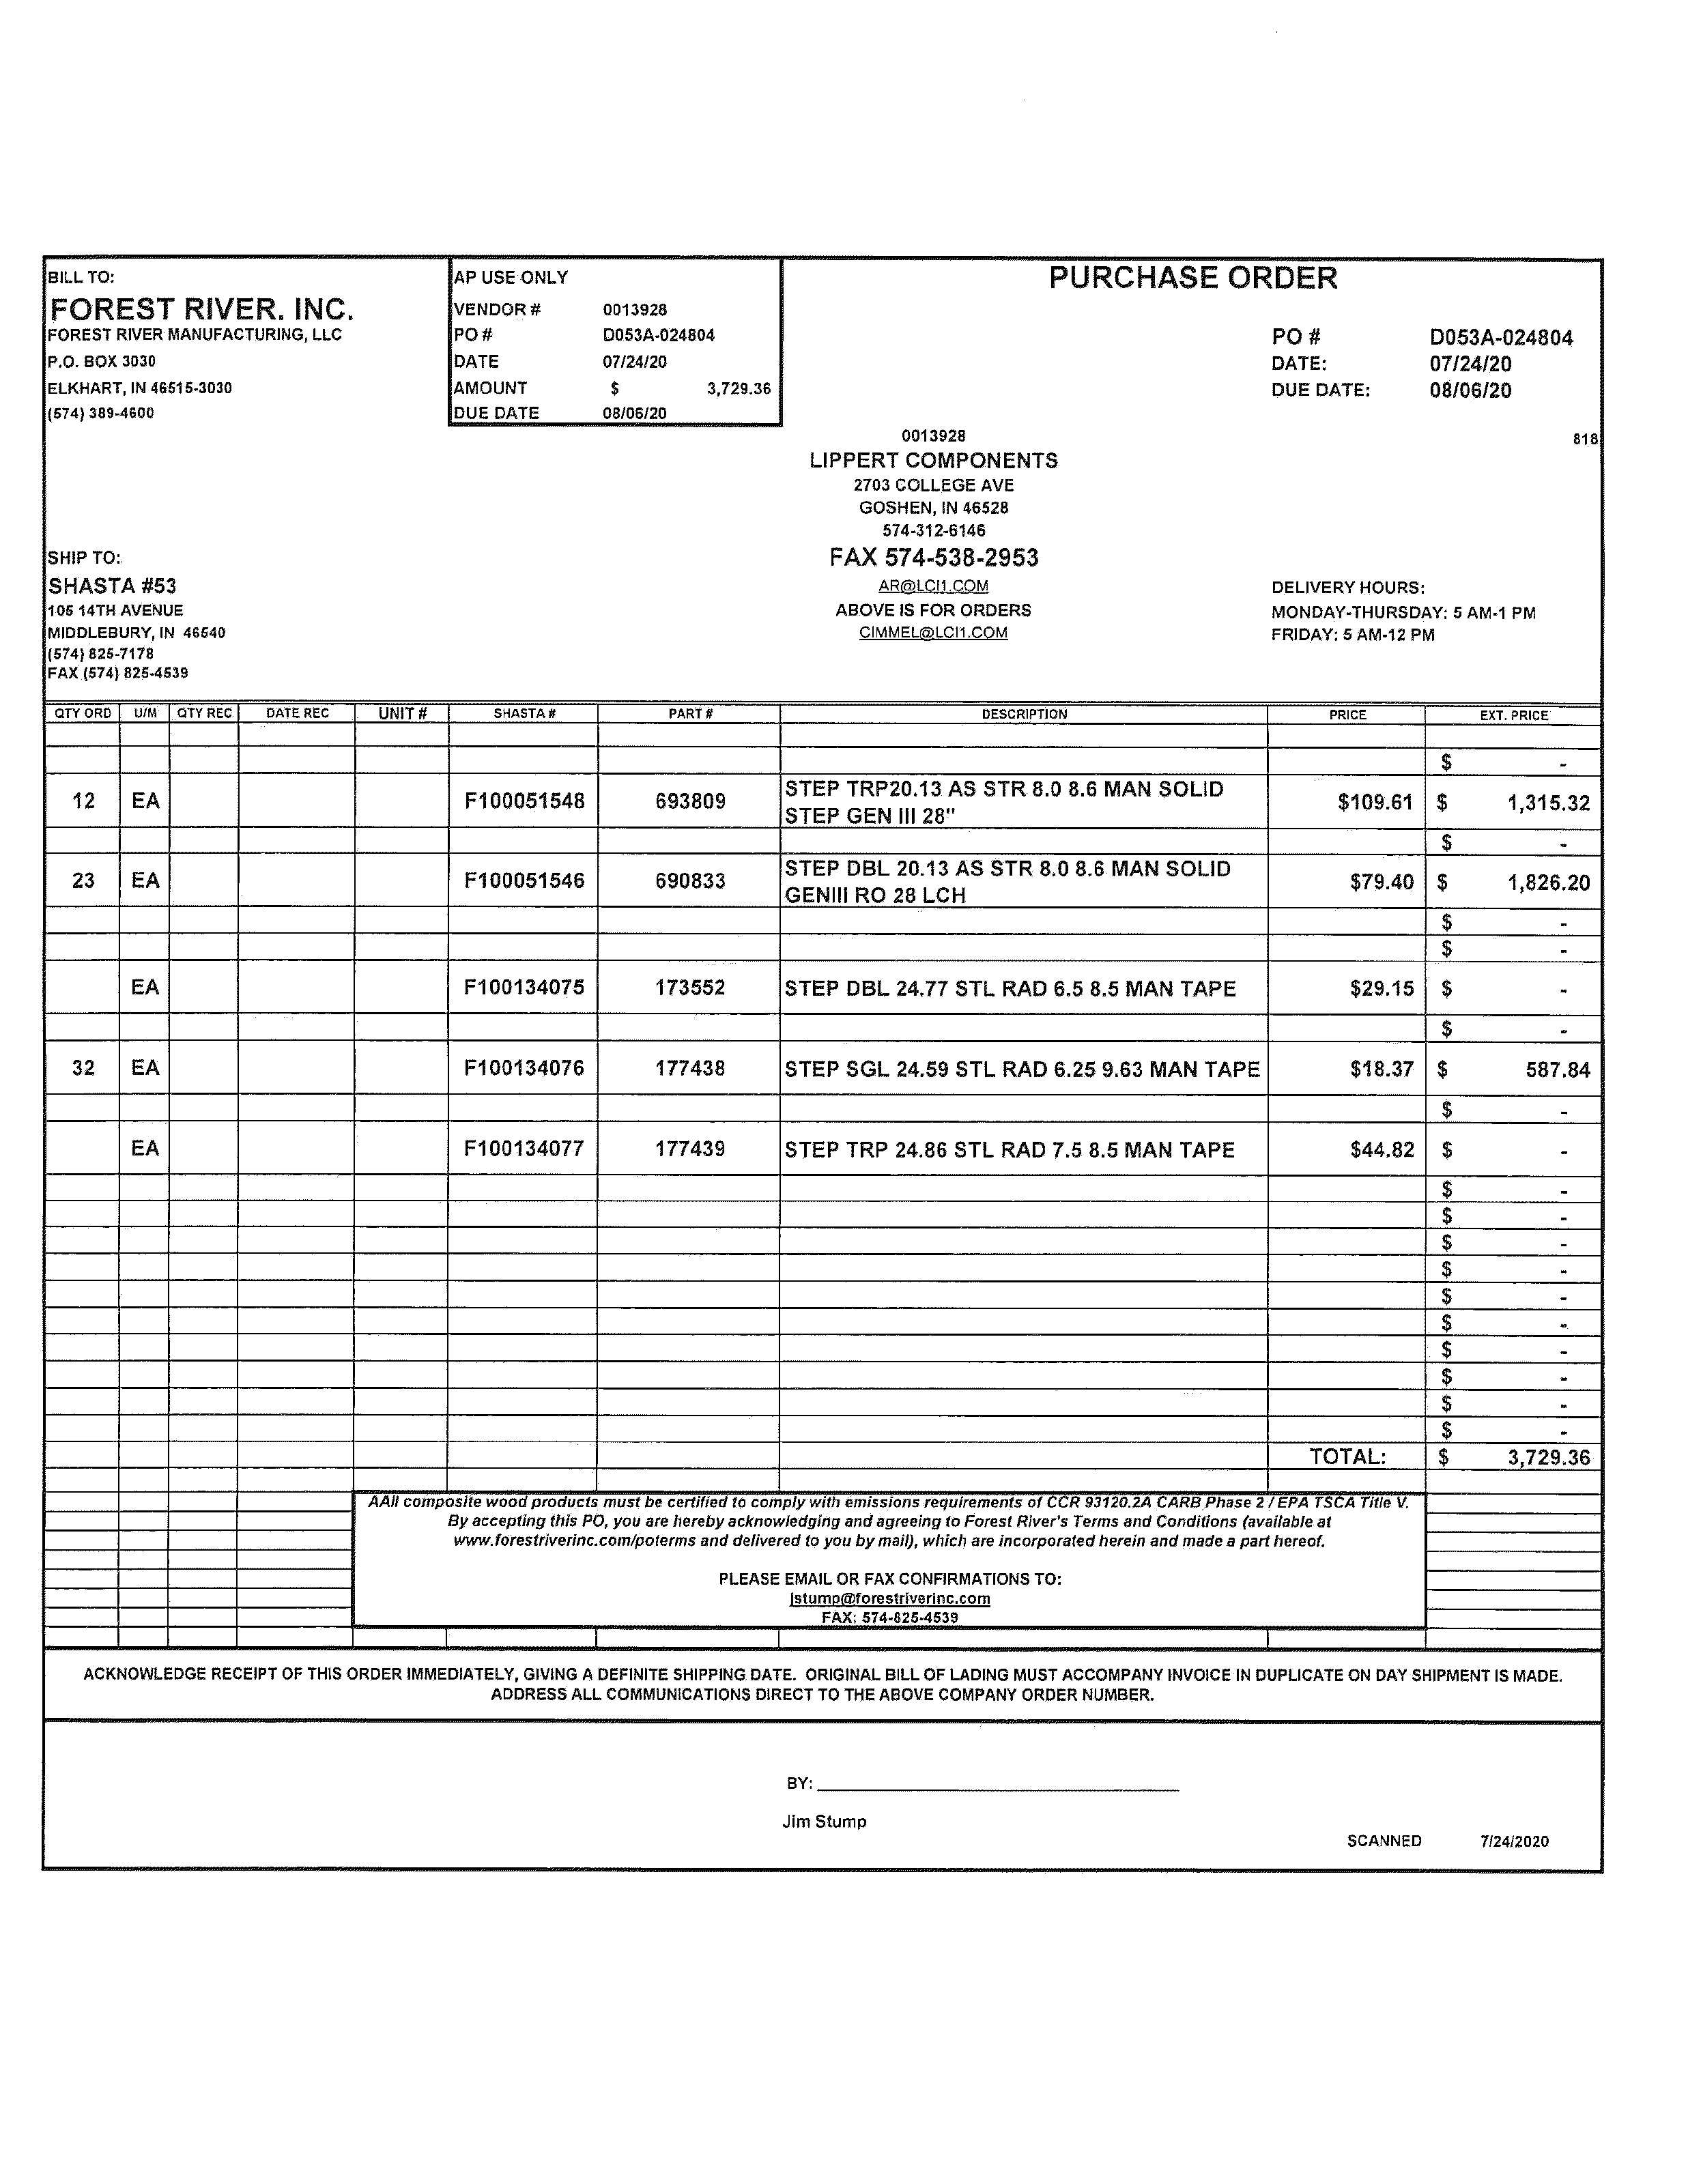 BILL TO:
FOREST RIVER. INC.
FOREST RIVER MANUFACTURING, LLC
P.O. BOX 3030
ELKHART, IN 46515-3030
(574) 389-4600
AP USE ONLY
VENDOR # 0013928
PO # D053A-024804
DATE 07/24/20
AMOUNT $ 3,729.36
DUE DATE 08/06/20
PURCHASE ORDER
PO # D053A-024804
DATE: 07/24/20
DUE DATE: 08/06/20
818
0013928
LIPPERT COMPONENTS
2703 COLLEGE AVE
GOSHEN, IN 46528
574-312-6146
FAX 574-538-2953
AR@LCI1.COM
ABOVE IS FOR ORDERS
CIMMEL@LCI1.COM
SHIP TO:
SHASTA #53
105 14TH AVENUE
MIDDLEBURY, IN 46540
(574) 825-7178
FAX (574) 825-4539
DELIVERY HOURS:
MONDAY-THURSDAY: 5 AM-1 PM
FRIDAY: 5 AM-12 PM
QTY ORD U/M QTY REC DATE REC UNIT # SHASTA # PART # DESCRIPTION PRICE EXT. PRICE
$ -
12 EA F100051548 693809 STEP TRP20.13 AS STR 8.0 8.6 MAN SOLID $109.61 $ 1,315.32
STEP GEN III 28"
$ -
23 EA F100051546 690833 STEP DBL 20.13 AS STR 8.0 8.6 MAN SOLID $79.40 $ 1,826.20
GENIII RO 28 LCH
$ -
$ -
EA F100134075 173552 STEP DBL 24.77 STL RAD 6.5 8.5 MAN TAPE $29.15 $ -
$ -
32 EA F100134076 177438 STEP SGL 24.59 STL RAD 6.25 9.63 MAN TAPE $18.37 $ 587.84
$ -
EA F100134077 177439 STEP TRP 24.86 STL RAD 7.5 8.5 MAN TAPE $44.82 $ -
$ -
$ -
$ -
$ -
$ -
$ -
$ -
$ -
$ -
$ -
TOTAL: $ 3,729.36
AAll composite wood products must be certified to comply with emissions requirements of CCR 93120.2A CARB Phase 2 / EPA TSCA Title V.
By accepting this PO, you are hereby acknowledging and agreeing to Forest River's Terms and Conditions (available at
www.forestriverinc.com/poterms and delivered to you by mail), which are incorporated herein and made a part hereof.
PLEASE EMAIL OR FAX CONFIRMATIONS TO:
jstump@forestriverinc.com
FAX: 574-825-4539
ACKNOWLEDGE RECEIPT OF THIS ORDER IMMEDIATELY, GIVING A DEFINITE SHIPPING DATE. ORIGINAL BILL OF LADING MUST ACCOMPANY INVOICE IN DUPLICATE ON DAY SHIPMENT IS MADE.
ADDRESS ALL COMMUNICATIONS DIRECT TO THE ABOVE COMPANY ORDER NUMBER.
BY:
Jim Stump
SCANNED 7/24/2020